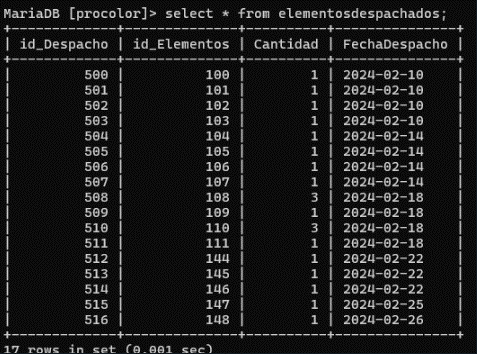 MariaDB [procolor]> select * from elementosdespachados;
+-------------+--------------+----------+---------------+
| id_Despacho | id_Elementos | Cantidad | FechaDespacho |
+-------------+--------------+----------+---------------+
|         500 |          100 |        1 | 2024-02-10    |
|         501 |          101 |        1 | 2024-02-10    |
|         502 |          102 |        1 | 2024-02-10    |
|         503 |          103 |        1 | 2024-02-10    |
|         504 |          104 |        1 | 2024-02-14    |
|         505 |          105 |        1 | 2024-02-14    |
|         506 |          106 |        1 | 2024-02-14    |
|         507 |          107 |        1 | 2024-02-14    |
|         508 |          108 |        3 | 2024-02-18    |
|         509 |          109 |        1 | 2024-02-18    |
|         510 |          110 |        3 | 2024-02-18    |
|         511 |          111 |        1 | 2024-02-18    |
|         512 |          144 |        1 | 2024-02-22    |
|         513 |          145 |        1 | 2024-02-22    |
|         514 |          146 |        1 | 2024-02-22    |
|         515 |          147 |        1 | 2024-02-25    |
|         516 |          148 |        1 | 2024-02-26    |
+-------------+--------------+----------+---------------+
17 rows in set (0.001 sec)